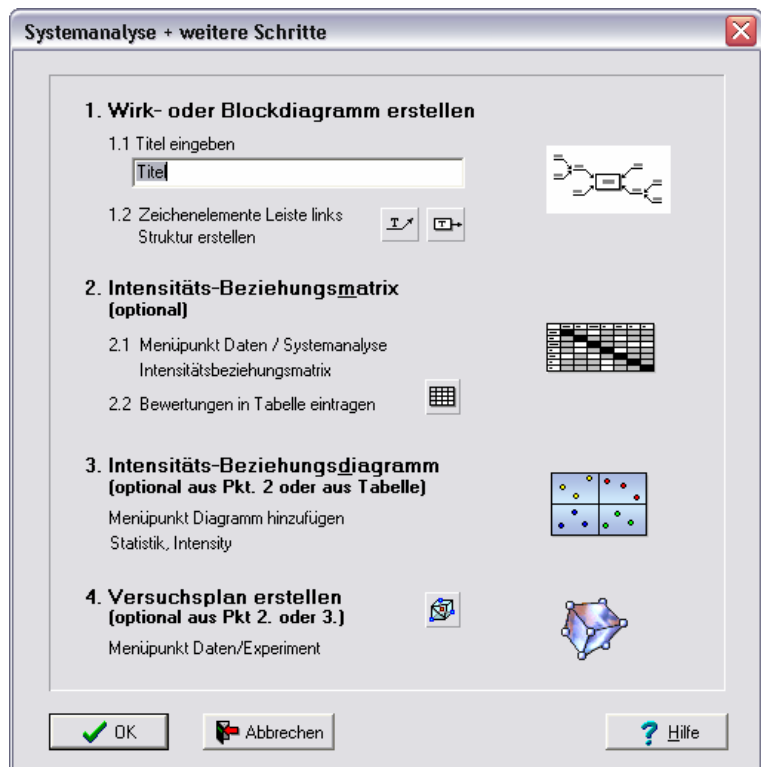 Systemanalyse + weitere Schritte
1. Wirk- oder Blockdiagramm erstellen
1.1 Titel eingeben
Titel
1.2 Zeichenelemente Leiste links
Struktur erstellen
T
T
2. Intensitäts-Beziehungsmatrix
(optional)
2.1 Menüpunkt Daten / Systemanalyse
Intensitätsbeziehungsmatrix
2.2 Bewertungen in Tabelle eintragen
3. Intensitäts-Beziehungsdiagramm
(optional aus Pkt. 2 oder aus Tabelle)
Menüpunkt Diagramm hinzufügen
Statistik, Intensity
4. Versuchsplan erstellen
(optional aus Pkt 2. oder 3.)
Menüpunkt Daten/Experiment
OK
Abbrechen
? Hilfe